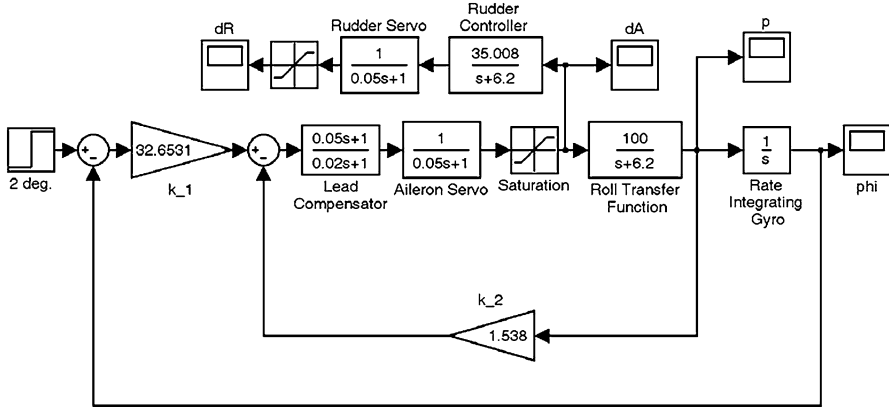 dR
Rudder Servo
Rudder
Controller
dA
p
1
0.05s+1
35.008
s+6.2
2 deg.
32.6531
k_1
0.05s+1
0.02s+1
Lead
Compensator
1
0.05s+1
Aileron Servo
Saturation
100
s+6.2
Roll Transfer
Function
1
s
Rate
Integrating
Gyro
phi
k_2
1.538